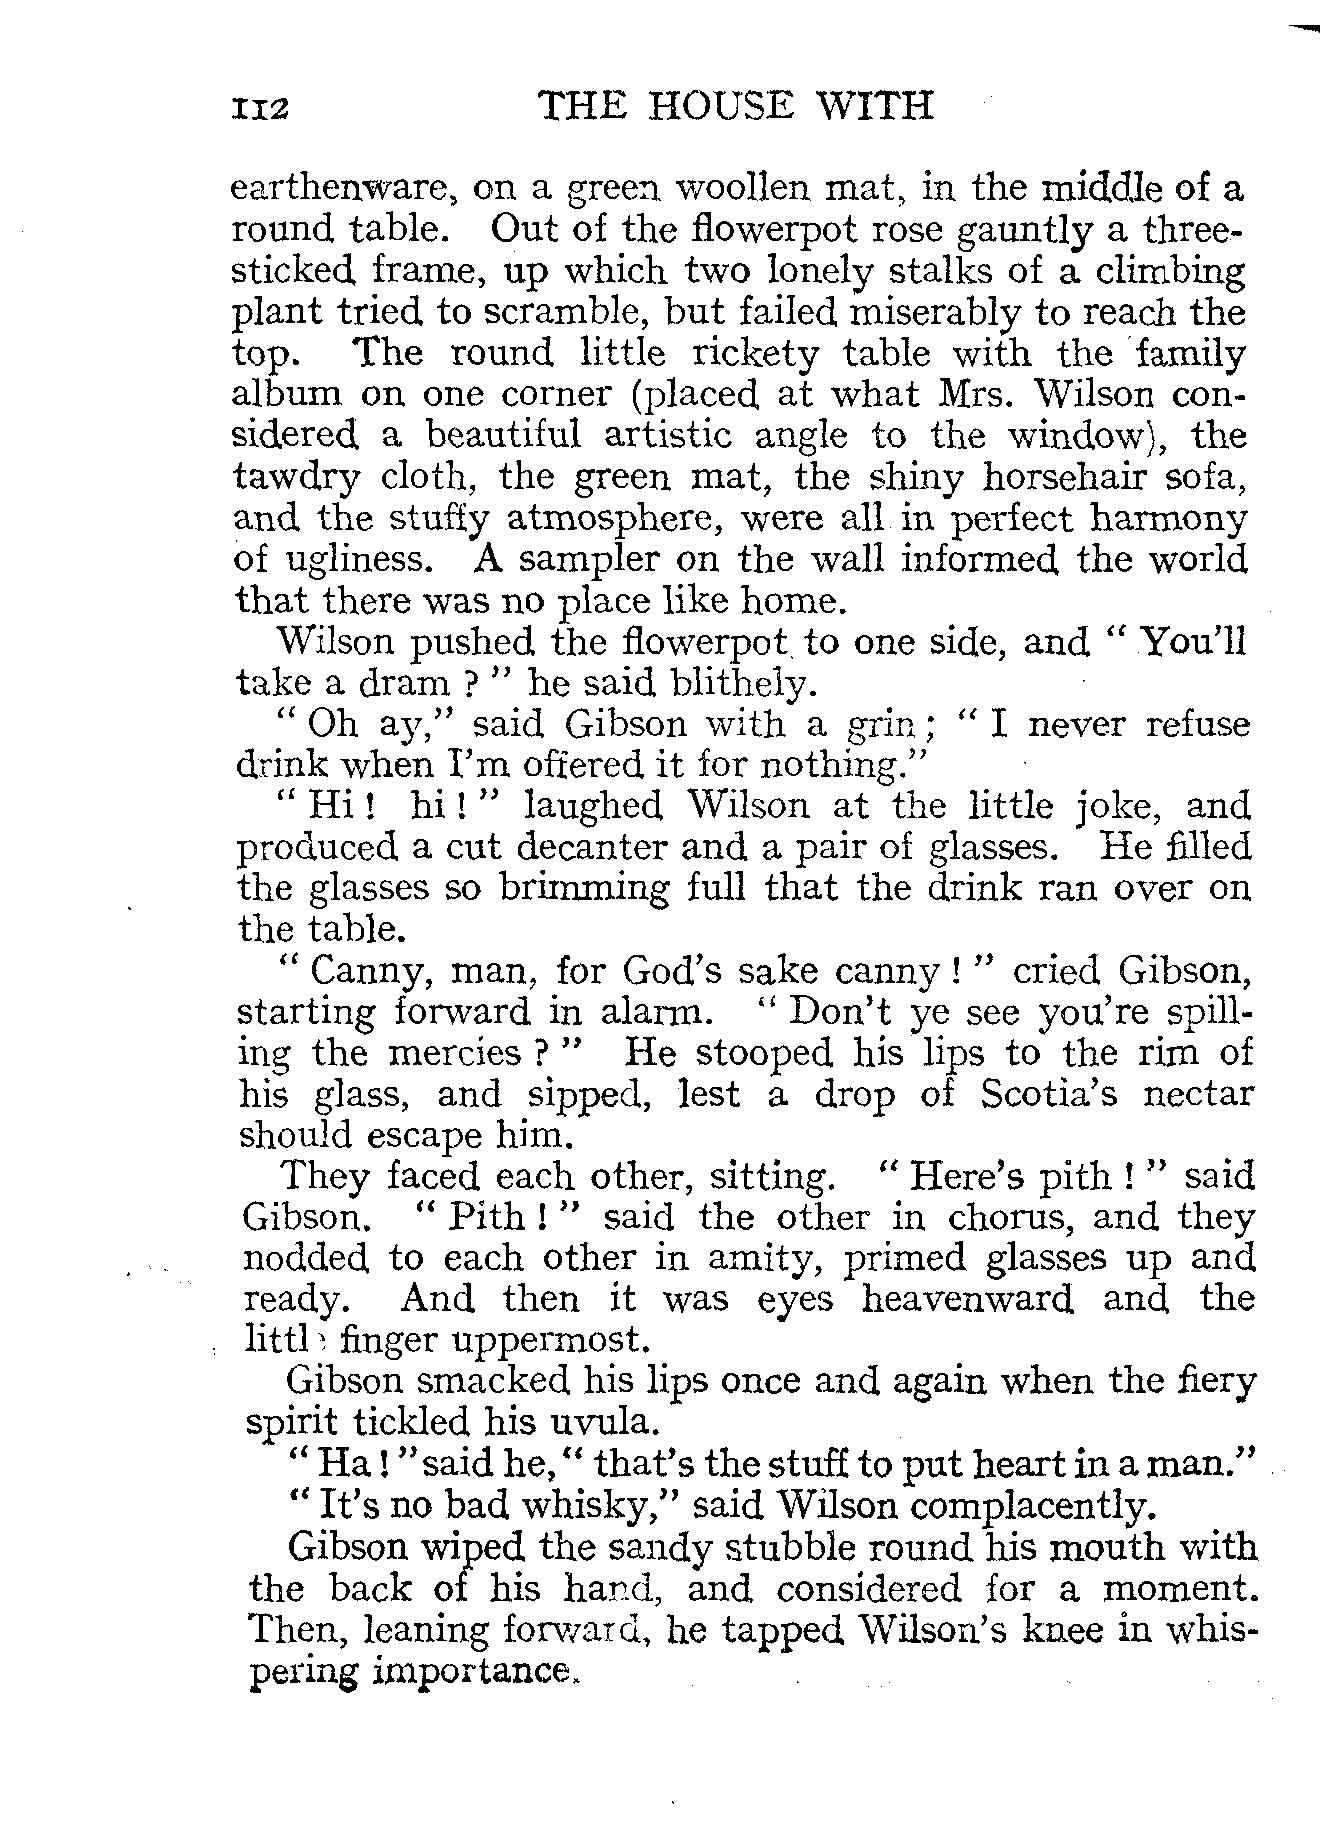 112 THE HOUSE WITH
earthenware, on a green woollen mat, in the middle of a
round table. Out of the flowerpot rose gauntly a three-
sticked frame, up which two lonely stalks of a climbing
plant tried to scramble, but failed miserably to reach the
top. The round little rickety table with the family
album on one corner (placed at what Mrs. Wilson con-
sidered a beautiful artistic angle to the window), the
tawdry cloth, the green mat, the shiny horsehair sofa,
and the stuffy atmosphere, were all in perfect harmony
of ugliness. A sampler on the wall informed the world
that there was no place like home.
Wilson pushed the flowerpot to one side, and " You'll
take a dram ? " he said blithely.
" Oh ay," said Gibson with a grin ; " I never refuse
drink when I'm offered it for nothing."
" Hi ! hi ! " laughed Wilson at the little joke, and
produced a cut decanter and a pair of glasses. He filled
the glasses so brimming full that the drink ran over on
the table.
" Canny, man, for God's sake canny ! " cried Gibson,
starting forward in alarm. " Don't ye see you're spill-
ing the mercies ? " He stooped his lips to the rim of
his glass, and sipped, lest a drop of Scotia's nectar
should escape him.
They faced each other, sitting. " Here's pith ! " said
Gibson. " Pith ! " said the other in chorus, and they
nodded to each other in amity, primed glasses up and
ready. And then it was eyes heavenward and the
little finger uppermost.
Gibson smacked his lips once and again when the fiery
spirit tickled his uvula.
" Ha ! " said he, " that's the stuff to put heart in a man."
" It's no bad whisky," said Wilson complacently.
Gibson wiped the sandy stubble round his mouth with
the back of his hand, and considered for a moment.
Then, leaning forward, he tapped Wilson's knee in whis-
pering importance.